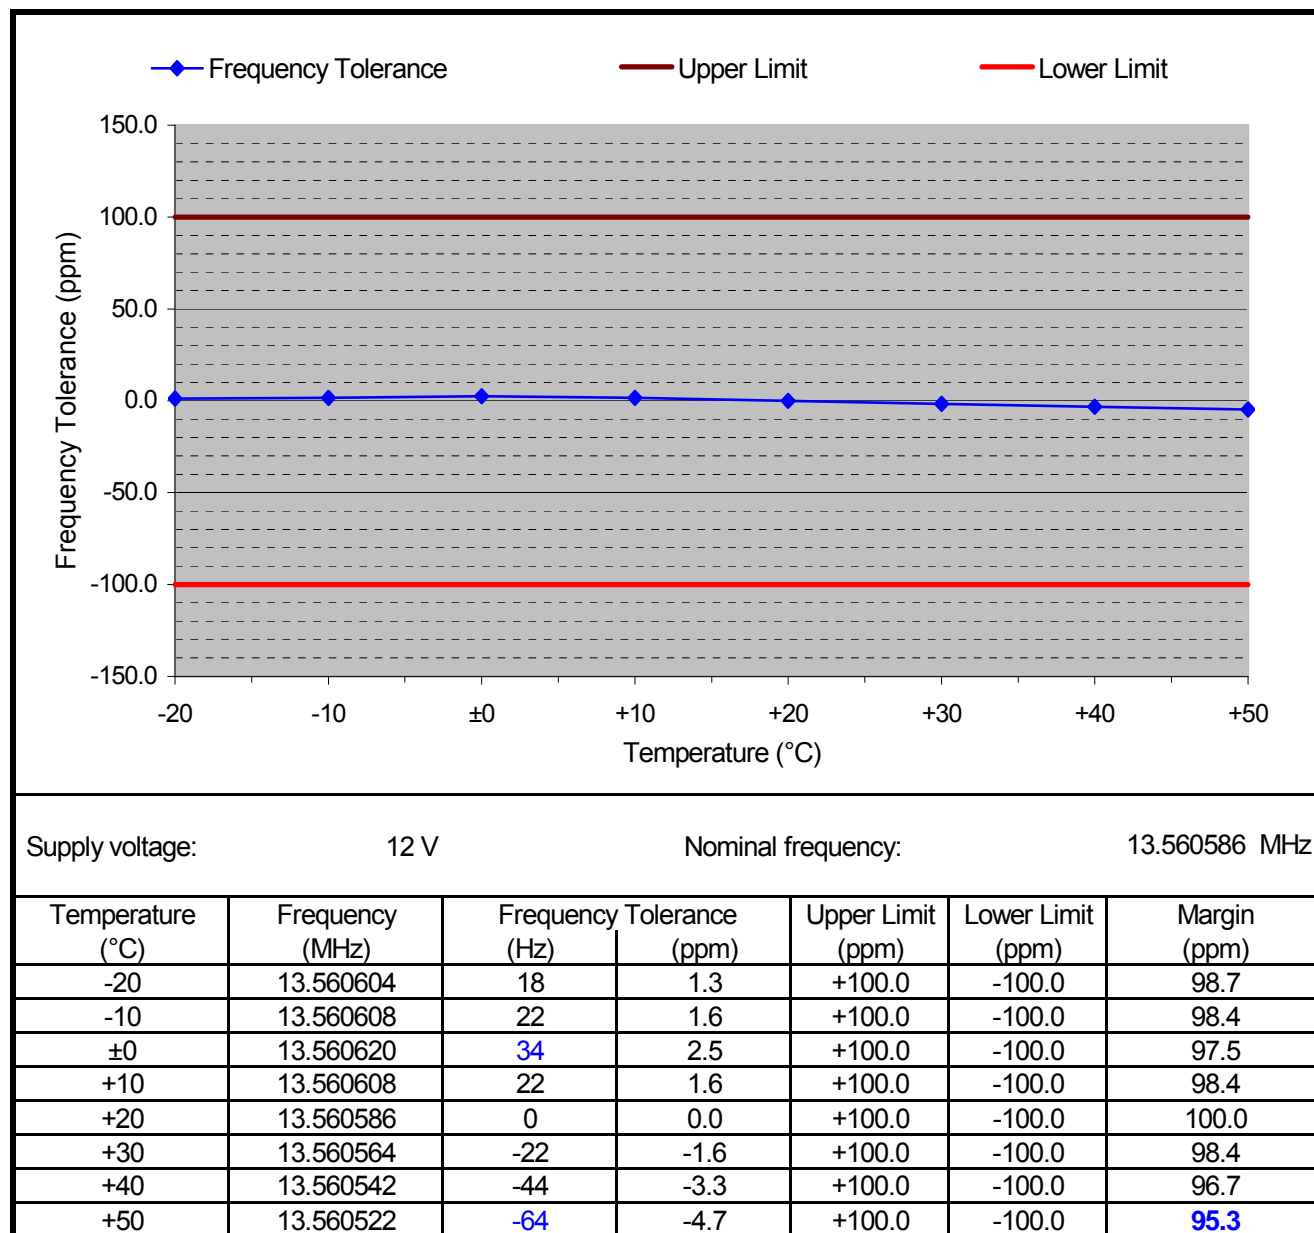 Frequency Tolerance Upper Limit Lower Limit
150.0
100.0
50.0
0.0
-50.0
-100.0
-150.0
Frequency Tolerance (ppm)
-20 -10 ±0 +10 +20 +30 +40 +50
Temperature (°C)
Supply voltage: 12 V Nominal frequency: 13.560586 MHz
Temperature Frequency Frequency Tolerance Upper Limit Lower Limit Margin
(°C) (MHz) (Hz) (ppm) (ppm) (ppm) (ppm)
-20 13.560604 18 1.3 +100.0 -100.0 98.7
-10 13.560608 22 1.6 +100.0 -100.0 98.4
±0 13.560620 34 2.5 +100.0 -100.0 97.5
+10 13.560608 22 1.6 +100.0 -100.0 98.4
+20 13.560586 0 0.0 +100.0 -100.0 100.0
+30 13.560564 -22 -1.6 +100.0 -100.0 98.4
+40 13.560542 -44 -3.3 +100.0 -100.0 96.7
+50 13.560522 -64 -4.7 +100.0 -100.0 95.3